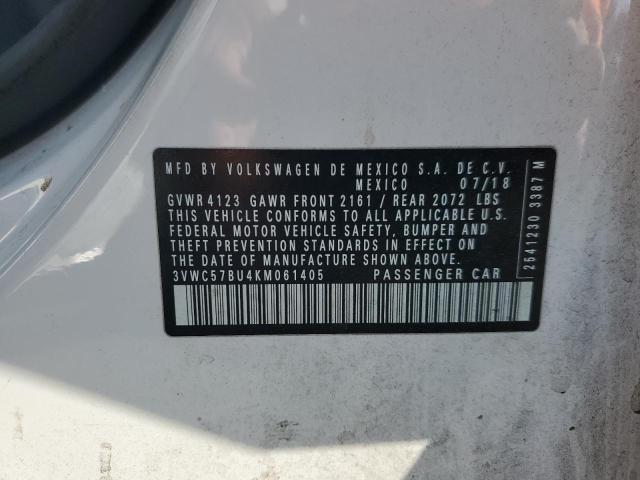 MFD BY VOLKSWAGEN DE MEXICO S.A. DE C.V.
MEXICO 07/18
GVWR 4123 GAWR FRONT 2161 / REAR 2072 LBS
THIS VEHICLE CONFORMS TO ALL APPLICABLE U.S.
FEDERAL MOTOR VEHICLE SAFETY, BUMPER AND
THEFT PREVENTION STANDARDS IN EFFECT ON
THE DATE OF MANUFACTURE SHOWN ABOVE.
3VWC57BU4KM061405 PASSENGER CAR
2541230 3387 M